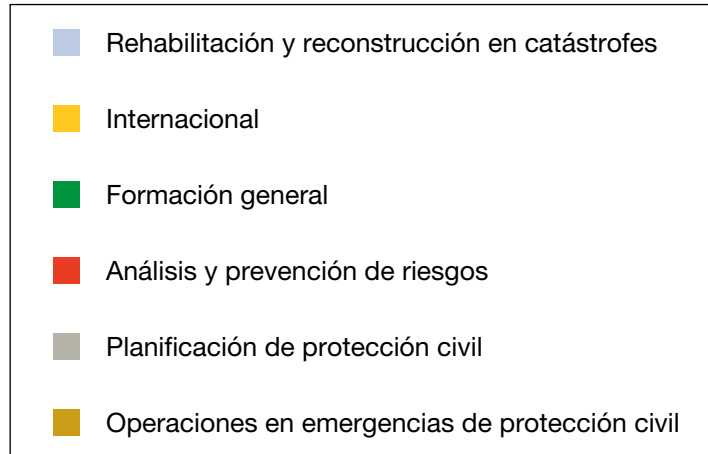 Rehabilitación y reconstrucción en catástrofes
Internacional
Formación general
Análisis y prevención de riesgos
Planificación de protección civil
Operaciones en emergencias de protección civil